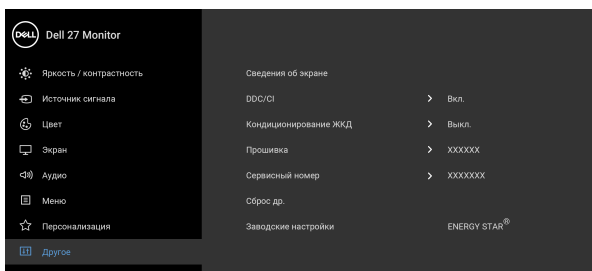 DELL Dell 27 Monitor
Яркость / контрастность
Сведения об экране
Источник сигнала
DDC/CI > Вкл.
Цвет
Кондиционирование ЖКД > Выкл.
Экран
Прошивка > XXXXXX
Аудио
Сервисный номер > XXXXXXX
Меню
Сброс др.
Персонализация
Заводские настройки ENERGY STAR®
Другое